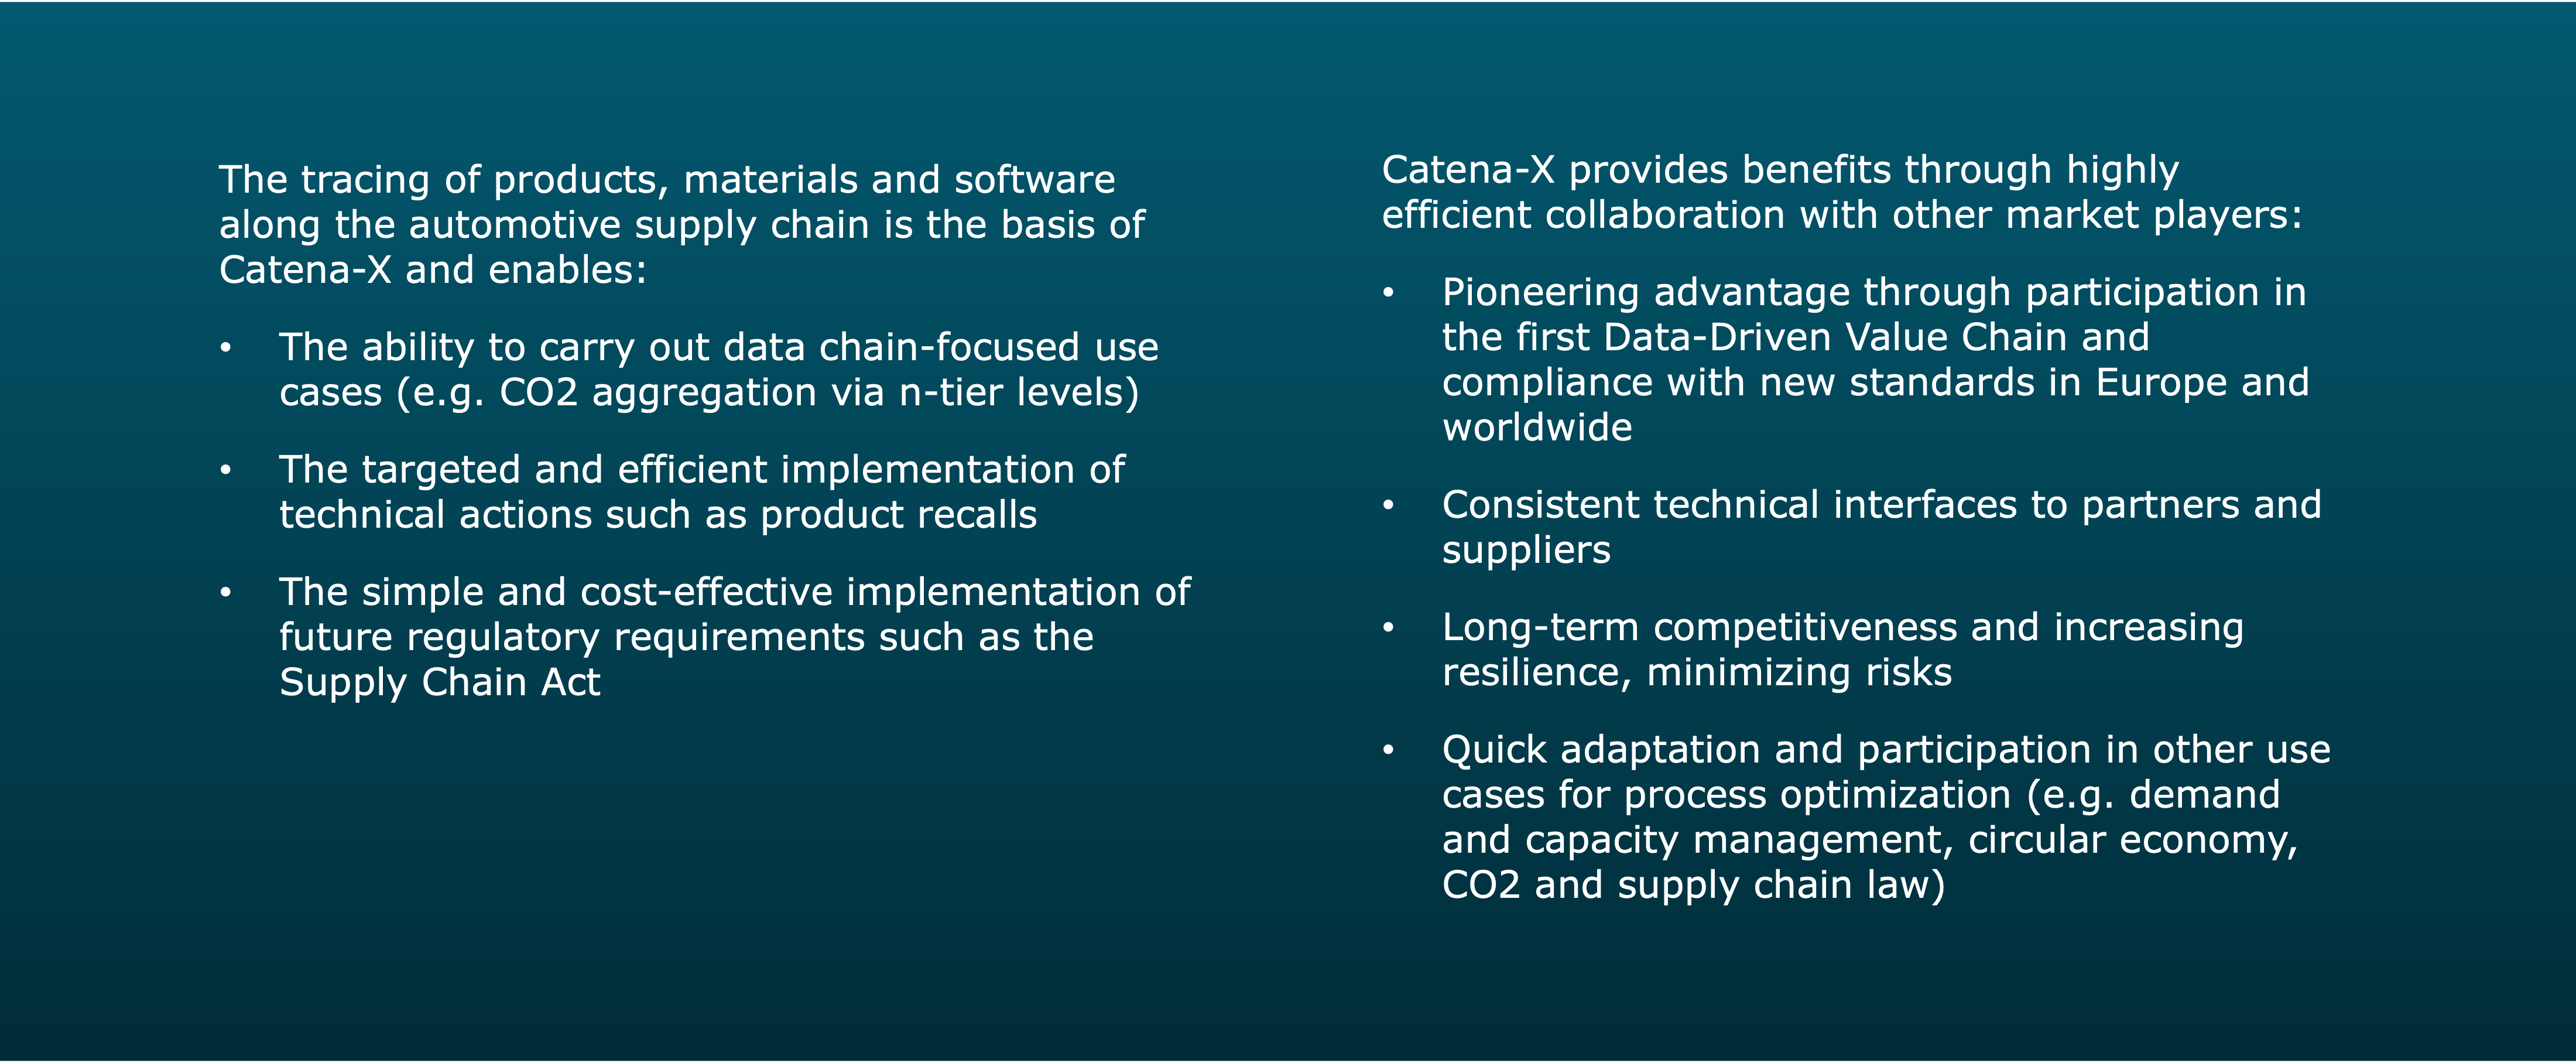 The tracing of products, materials and software
along the automotive supply chain is the basis of
Catena-X and enables:
• The ability to carry out data chain-focused use
cases (e.g. CO2 aggregation via n-tier levels)
• The targeted and efficient implementation of
technical actions such as product recalls
• The simple and cost-effective implementation of
future regulatory requirements such as the
Supply Chain Act
Catena-X provides benefits through highly
efficient collaboration with other market players:
• Pioneering advantage through participation in
the first Data-Driven Value Chain and
compliance with new standards in Europe and
worldwide
• Consistent technical interfaces to partners and
suppliers
• Long-term competitiveness and increasing
resilience, minimizing risks
• Quick adaptation and participation in other use
cases for process optimization (e.g. demand
and capacity management, circular economy,
CO2 and supply chain law)